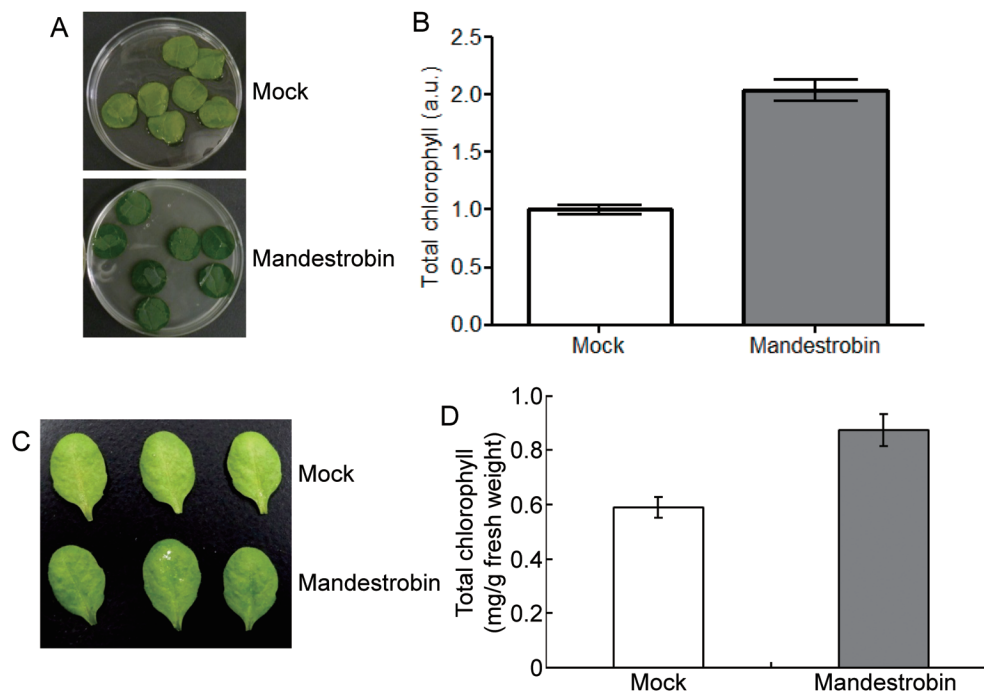 A
Mock
Mandestrobin
B
Total chlorophyll (a.u.)
2.5
2.0
1.5
1.0
0.5
0.0
Mock
Mandestrobin
C
Mock
Mandestrobin
D
Total chlorophyll
(mg/g fresh weight)
1.0
0.8
0.6
0.4
0.2
0
Mock
Mandestrobin